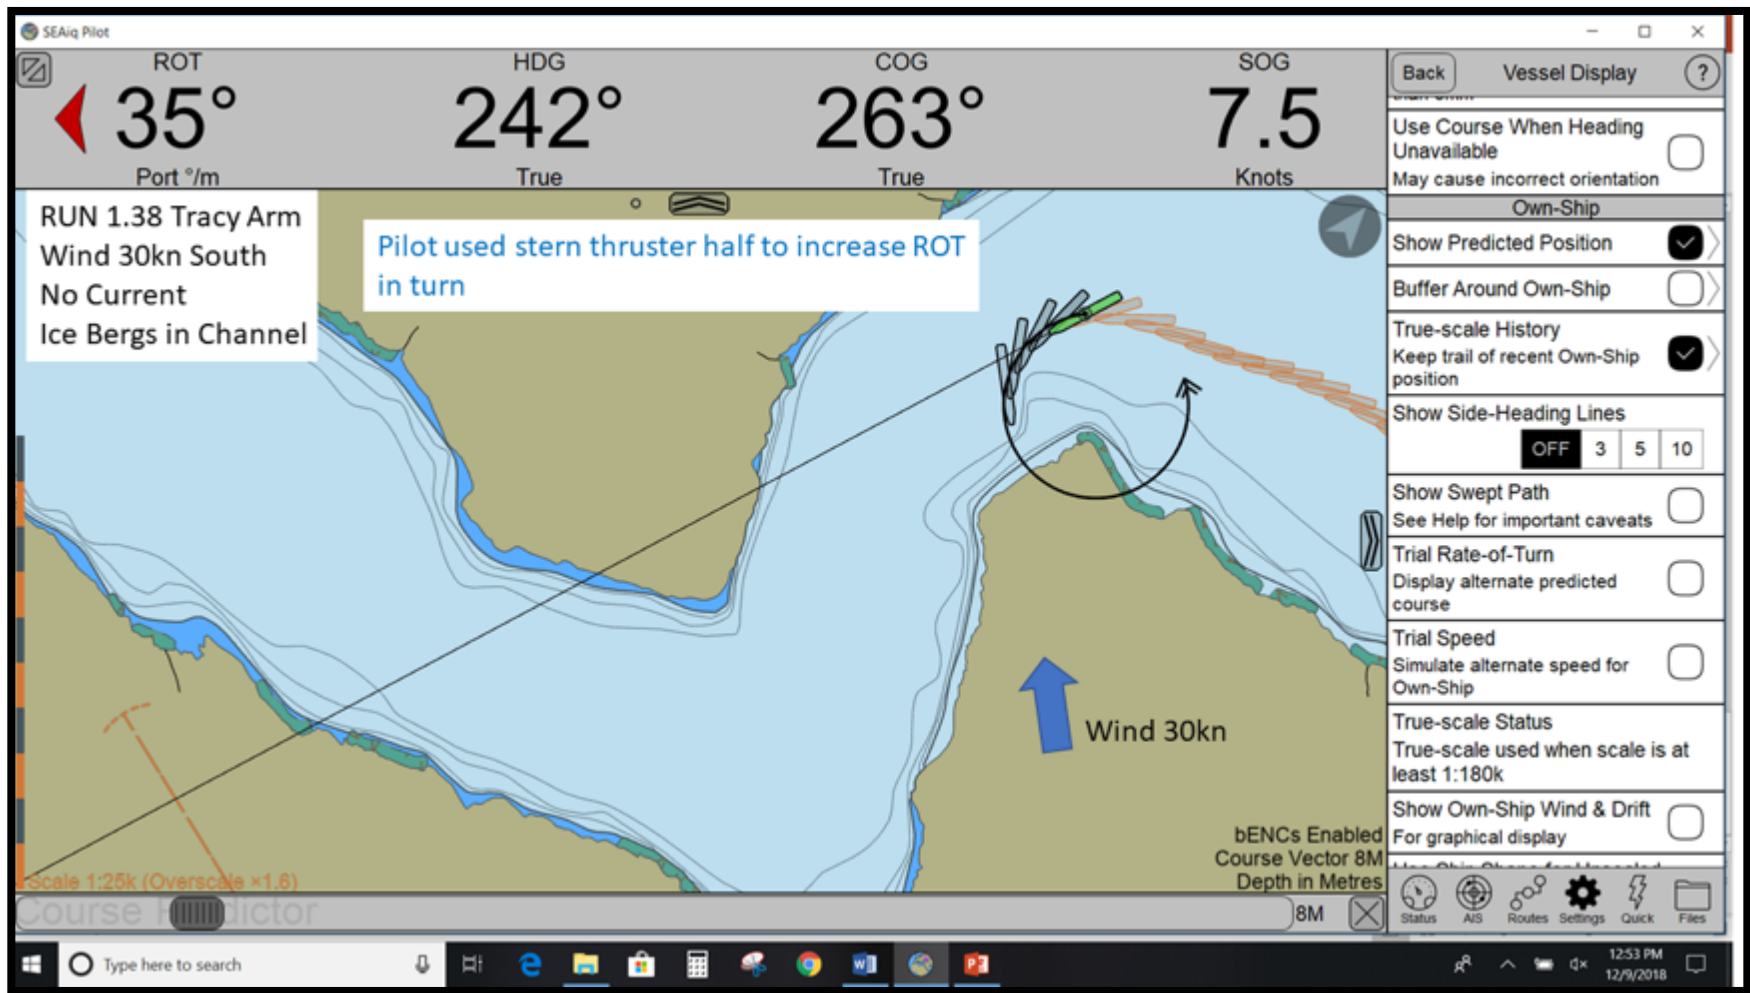 SEAiq Pilot
ROT
HDG
COG
SOG
35°
242°
263°
7.5
Port °/m
True
True
Knots
RUN 1.38 Tracy Arm
Wind 30kn South
No Current
Ice Bergs in Channel
Pilot used stern thruster half to increase ROT
in turn
Wind 30kn
bENCs Enabled
Course Vector 8M
Depth in Metres
Scale 1:25k (Overscale ×1.6)
Course
8M
Back
Vessel Display
?
Use Course When Heading
Unavailable
May cause incorrect orientation
Own-Ship
Show Predicted Position
Buffer Around Own-Ship
True-scale History
Keep trail of recent Own-Ship
position
Show Side-Heading Lines
OFF 3 5 10
Show Swept Path
See Help for important caveats
Trial Rate-of-Turn
Display alternate predicted
course
Trial Speed
Simulate alternate speed for
Own-Ship
True-scale Status
True-scale used when scale is at
least 1:180k
Show Own-Ship Wind & Drift
For graphical display
Status
AIS
Routes
Settings
Quick
Files
Type here to search
12:53 PM
12/9/2018